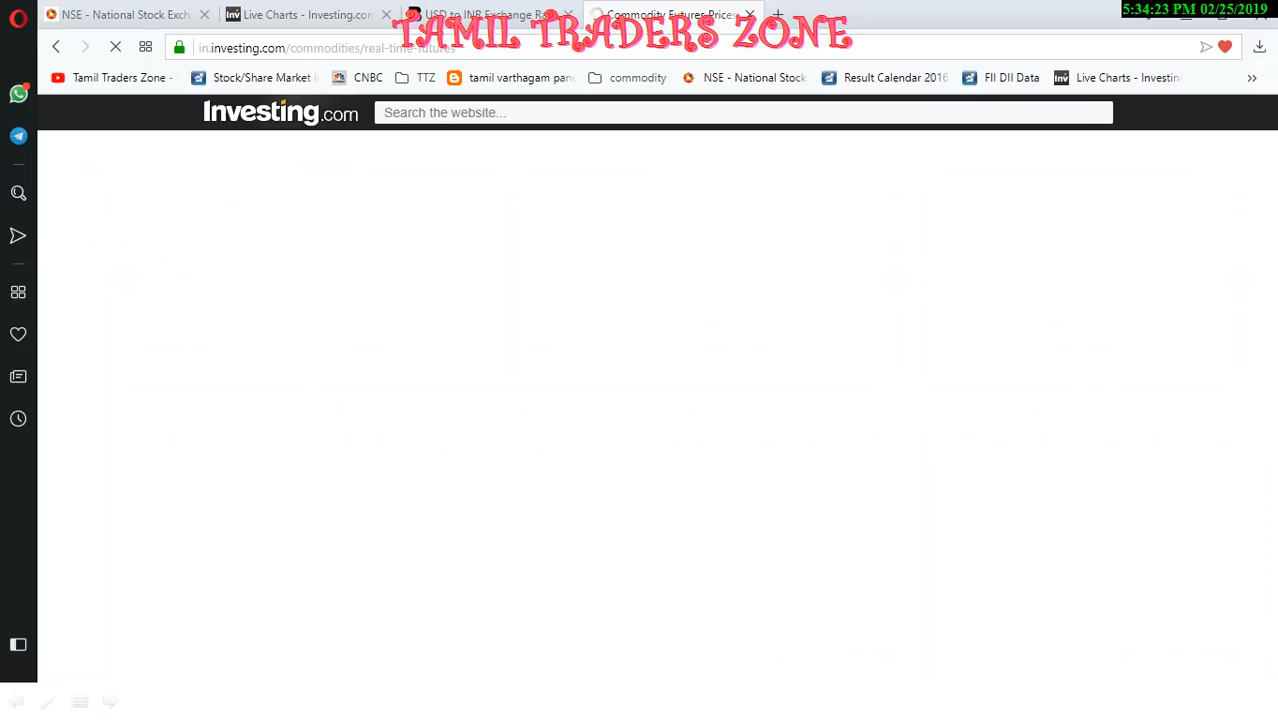 5:34:23 PM 02/25/2019
TAMIL TRADERS ZONE
NSE - National Stock Exch
Live Charts - Investing.com
USD to INR Exchange Ra
Commodity Futures Prices
in.investing.com/commodities/real-time-futures
Tamil Traders Zone - Stock/Share Market I CNBC TTZ tamil varthagam pan commodity NSE - National Stock Result Calendar 2016 FII DII Data Live Charts - Investin
Investing.com Search the website...